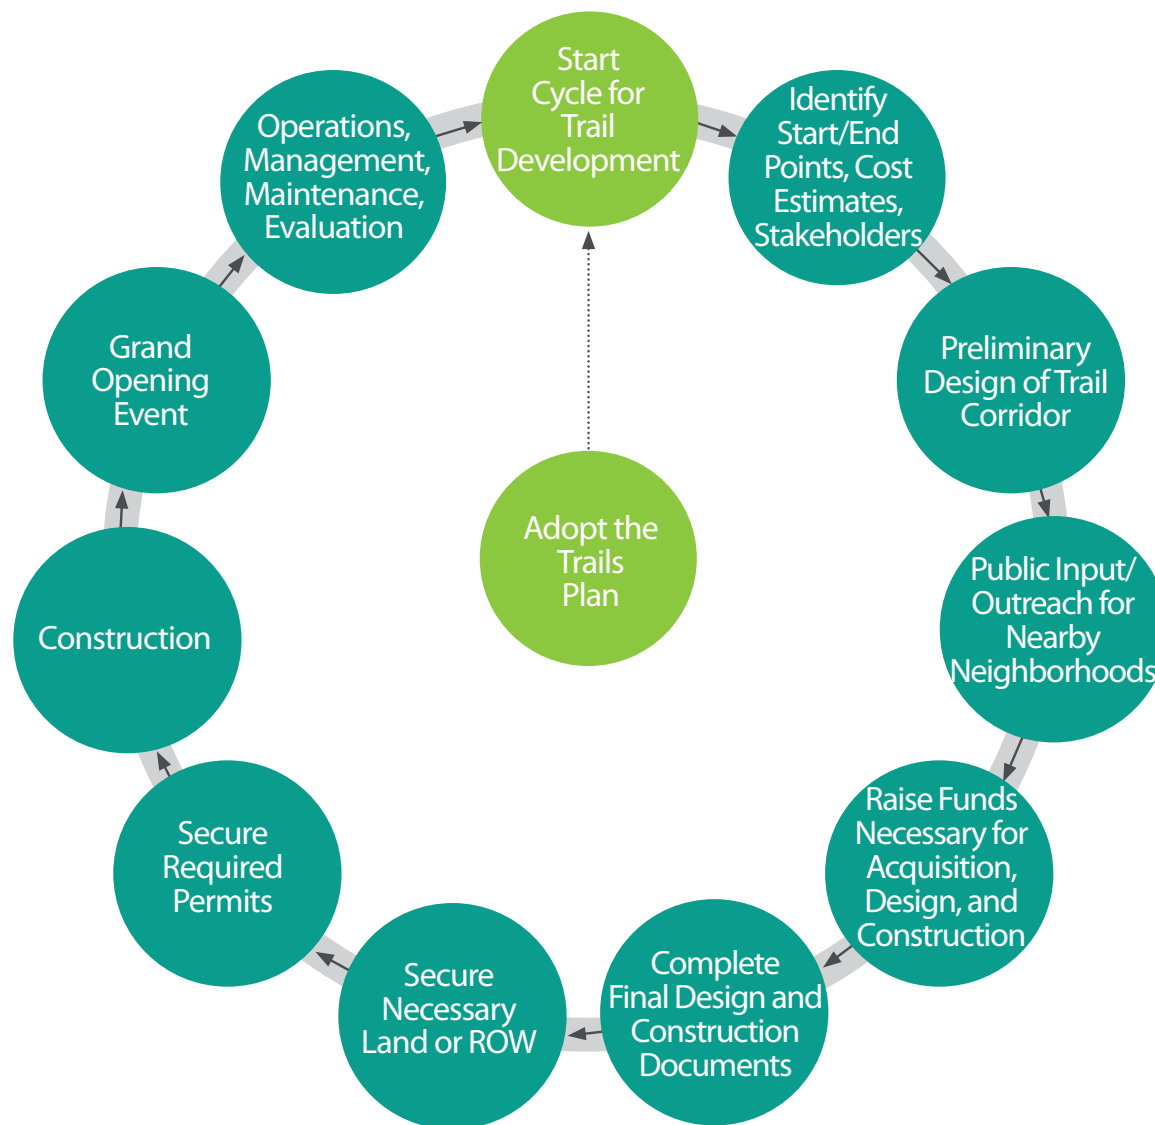 Start
Cycle for
Trail
Development
Identify
Start/End
Points, Cost
Estimates,
Stakeholders
Preliminary
Design of Trail
Corridor
Public Input/
Outreach for
Nearby
Neighborhoods
Raise Funds
Necessary for
Acquisition,
Design, and
Construction
Complete
Final Design and
Construction
Documents
Secure
Necessary
Land or ROW
Secure
Required
Permits
Construction
Grand
Opening
Event
Operations,
Management,
Maintenance,
Evaluation
Adopt the
Trails
Plan